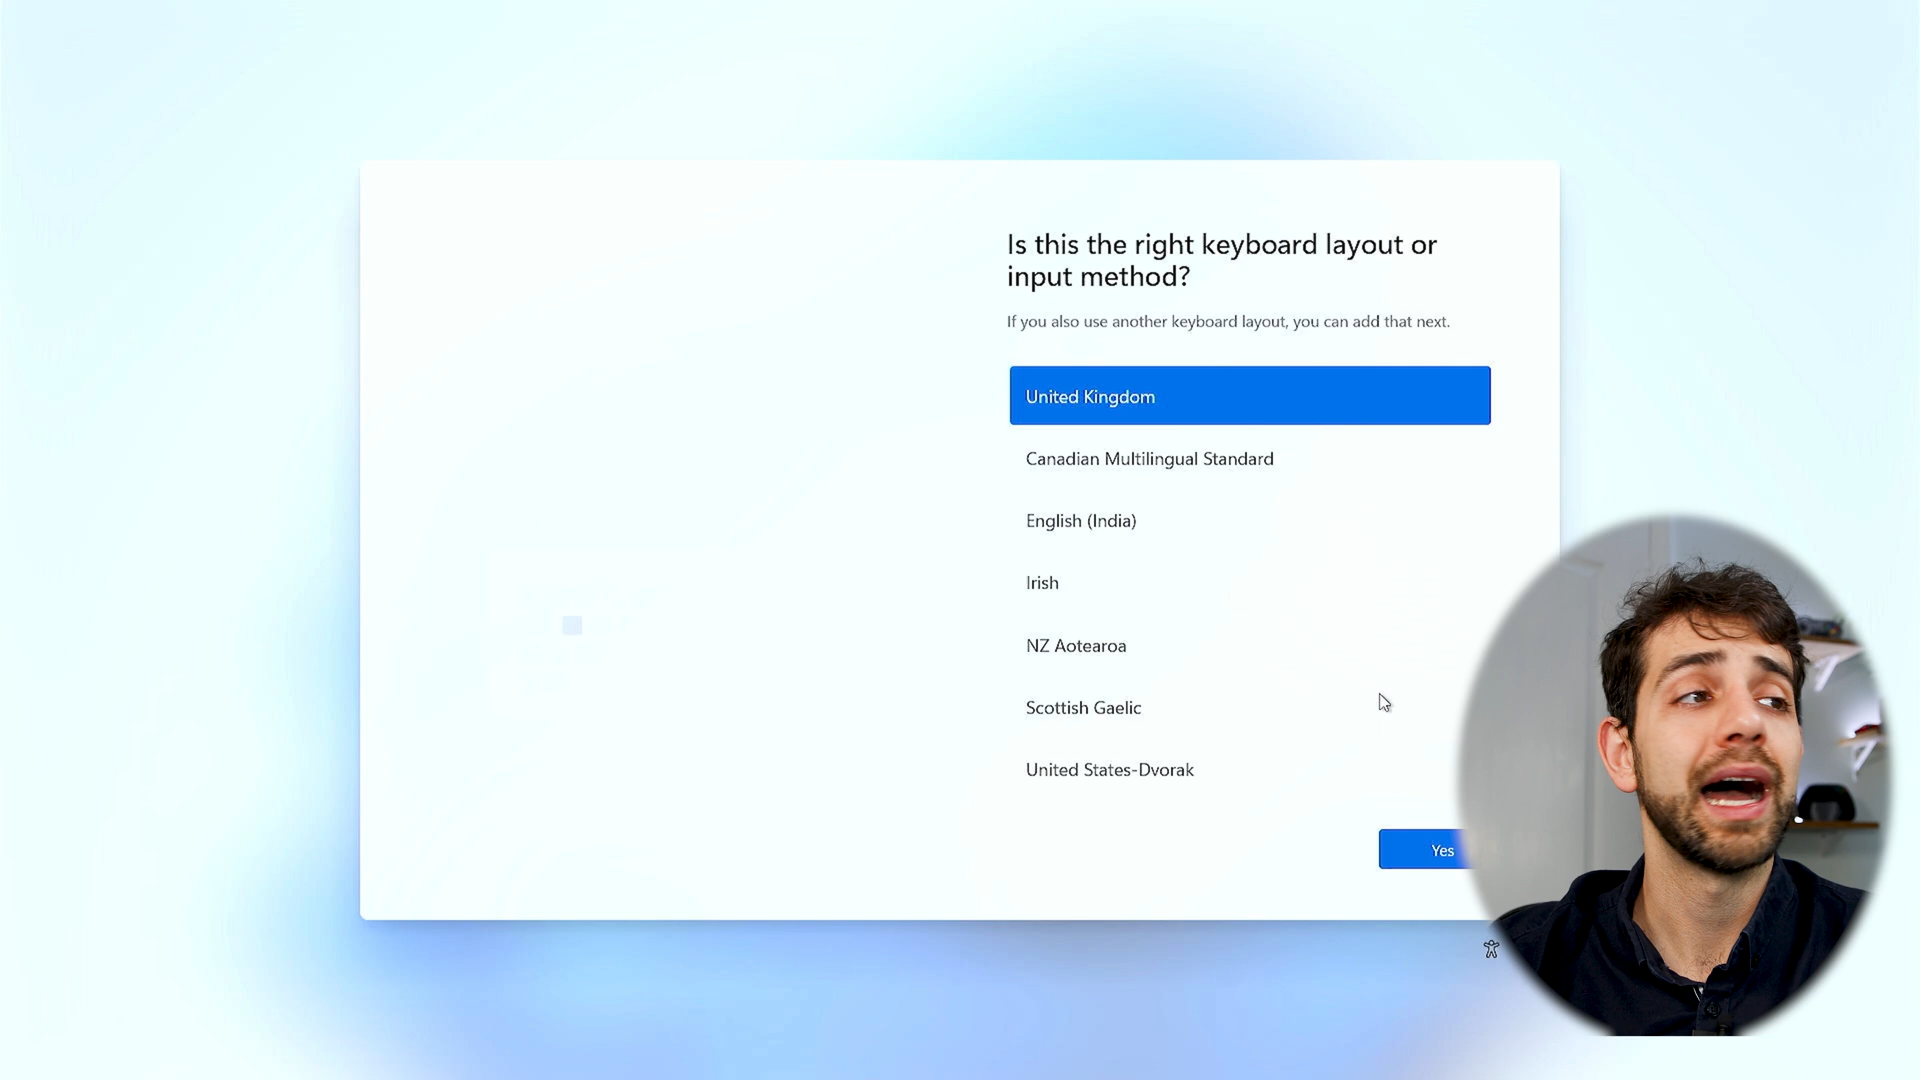 Is this the right keyboard layout or
input method?
If you also use another keyboard layout, you can add that next.
United Kingdom
Canadian Multilingual Standard
English (India)
Irish
NZ Aotearoa
Scottish Gaelic
United States-Dvorak
Yes